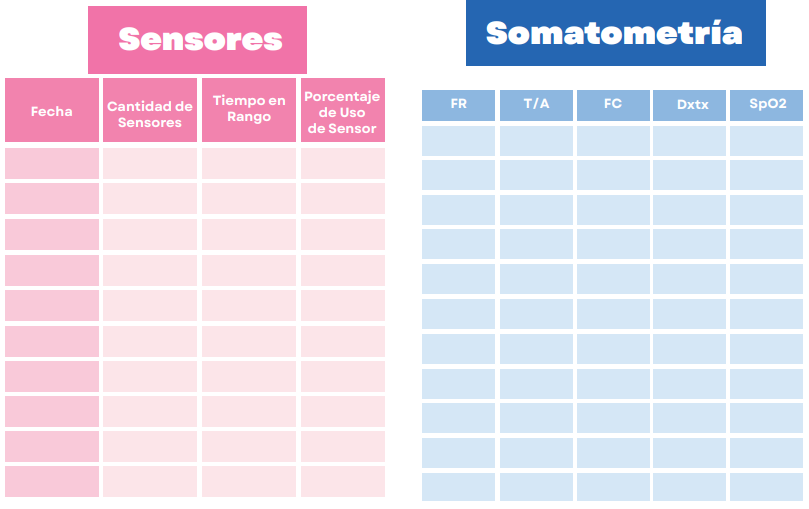 Sensores
Fecha
Cantidad de
Sensores
Tiempo en
Rango
Porcentaje
de Uso
de Sensor
Somatometría
FR
T/A
FC
Dxtx
SpO2